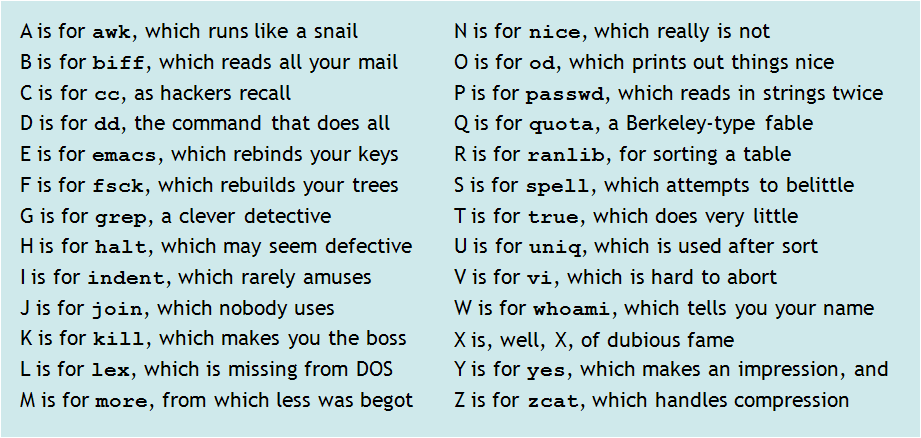 A is for awk, which runs like a snail
B is for biff, which reads all your mail
C is for cc, as hackers recall
D is for dd, the command that does all
E is for emacs, which rebinds your keys
F is for fsck, which rebuilds your trees
G is for grep, a clever detective
H is for halt, which may seem defective
I is for indent, which rarely amuses
J is for join, which nobody uses
K is for kill, which makes you the boss
L is for lex, which is missing from DOS
M is for more, from which less was begot
N is for nice, which really is not
O is for od, which prints out things nice
P is for passwd, which reads in strings twice
Q is for quota, a Berkeley-type fable
R is for ranlib, for sorting a table
S is for spell, which attempts to belittle
T is for true, which does very little
U is for uniq, which is used after sort
V is for vi, which is hard to abort
W is for whoami, which tells you your name
X is, well, X, of dubious fame
Y is for yes, which makes an impression, and
Z is for zcat, which handles compression